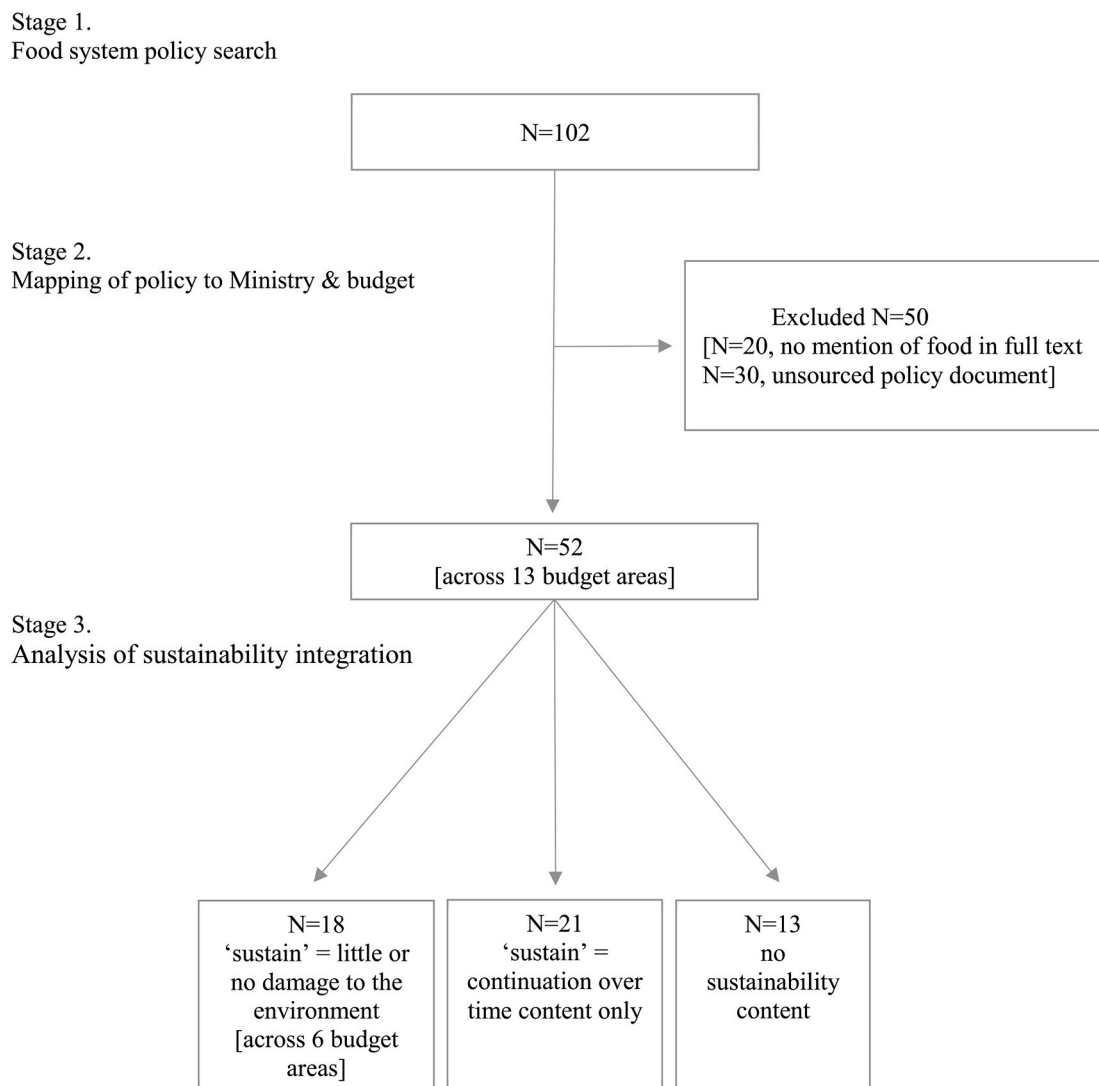 Stage 1.
Food system policy search
N=102
Stage 2.
Mapping of policy to Ministry & budget
Excluded N=50
[N=20, no mention of food in full text
N=30, unsourced policy document]
N=52
[across 13 budget areas]
Stage 3.
Analysis of sustainability integration
N=18
‘sustain’ = little or
no damage to the
environment
[across 6 budget
areas]
N=21
‘sustain’ =
continuation over
time content only
N=13
no
sustainability
content